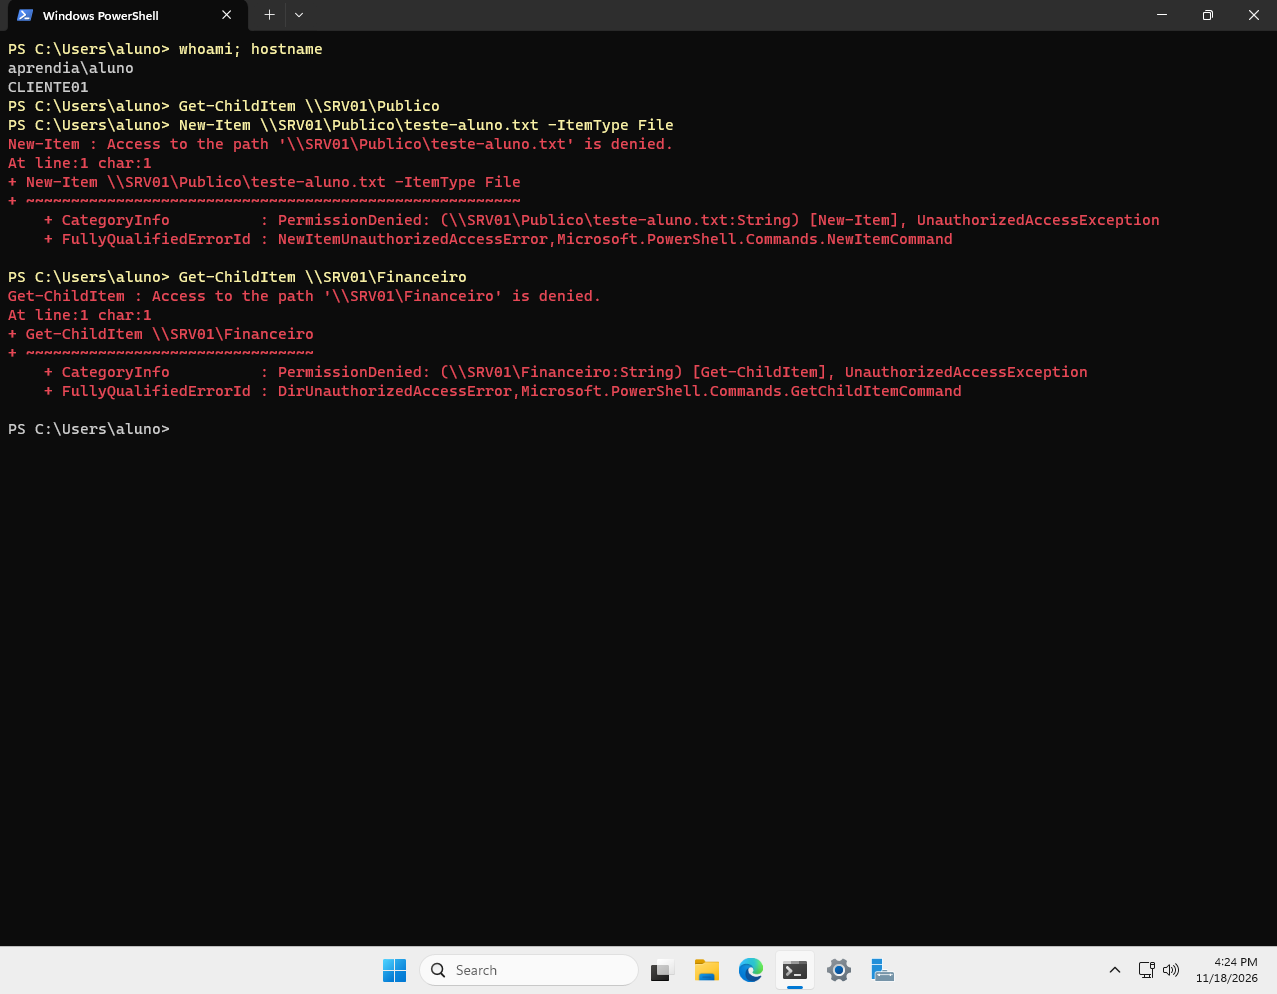 Windows PowerShell
PS C:\Users\aluno> whoami; hostname
aprendia\aluno
CLIENTE01
PS C:\Users\aluno> Get-ChildItem \\SRV01\Publico
PS C:\Users\aluno> New-Item \\SRV01\Publico\teste-aluno.txt -ItemType File
New-Item : Access to the path '\\SRV01\Publico\teste-aluno.txt' is denied.
At line:1 char:1
+ New-Item \\SRV01\Publico\teste-aluno.txt -ItemType File
+ ~~~~~~~~~~~~~~~~~~~~~~~~~~~~~~~~~~~~~~~~~~~~~~~~~~~~~~~
    + CategoryInfo          : PermissionDenied: (\\SRV01\Publico\teste-aluno.txt:String) [New-Item], UnauthorizedAccessException
    + FullyQualifiedErrorId : NewItemUnauthorizedAccessError,Microsoft.PowerShell.Commands.NewItemCommand
PS C:\Users\aluno> Get-ChildItem \\SRV01\Financeiro
Get-ChildItem : Access to the path '\\SRV01\Financeiro' is denied.
At line:1 char:1
+ Get-ChildItem \\SRV01\Financeiro
+ ~~~~~~~~~~~~~~~~~~~~~~~~~~~~~~~~
    + CategoryInfo          : PermissionDenied: (\\SRV01\Financeiro:String) [Get-ChildItem], UnauthorizedAccessException
    + FullyQualifiedErrorId : DirUnauthorizedAccessError,Microsoft.PowerShell.Commands.GetChildItemCommand
PS C:\Users\aluno>
Search
4:24 PM
11/18/2026